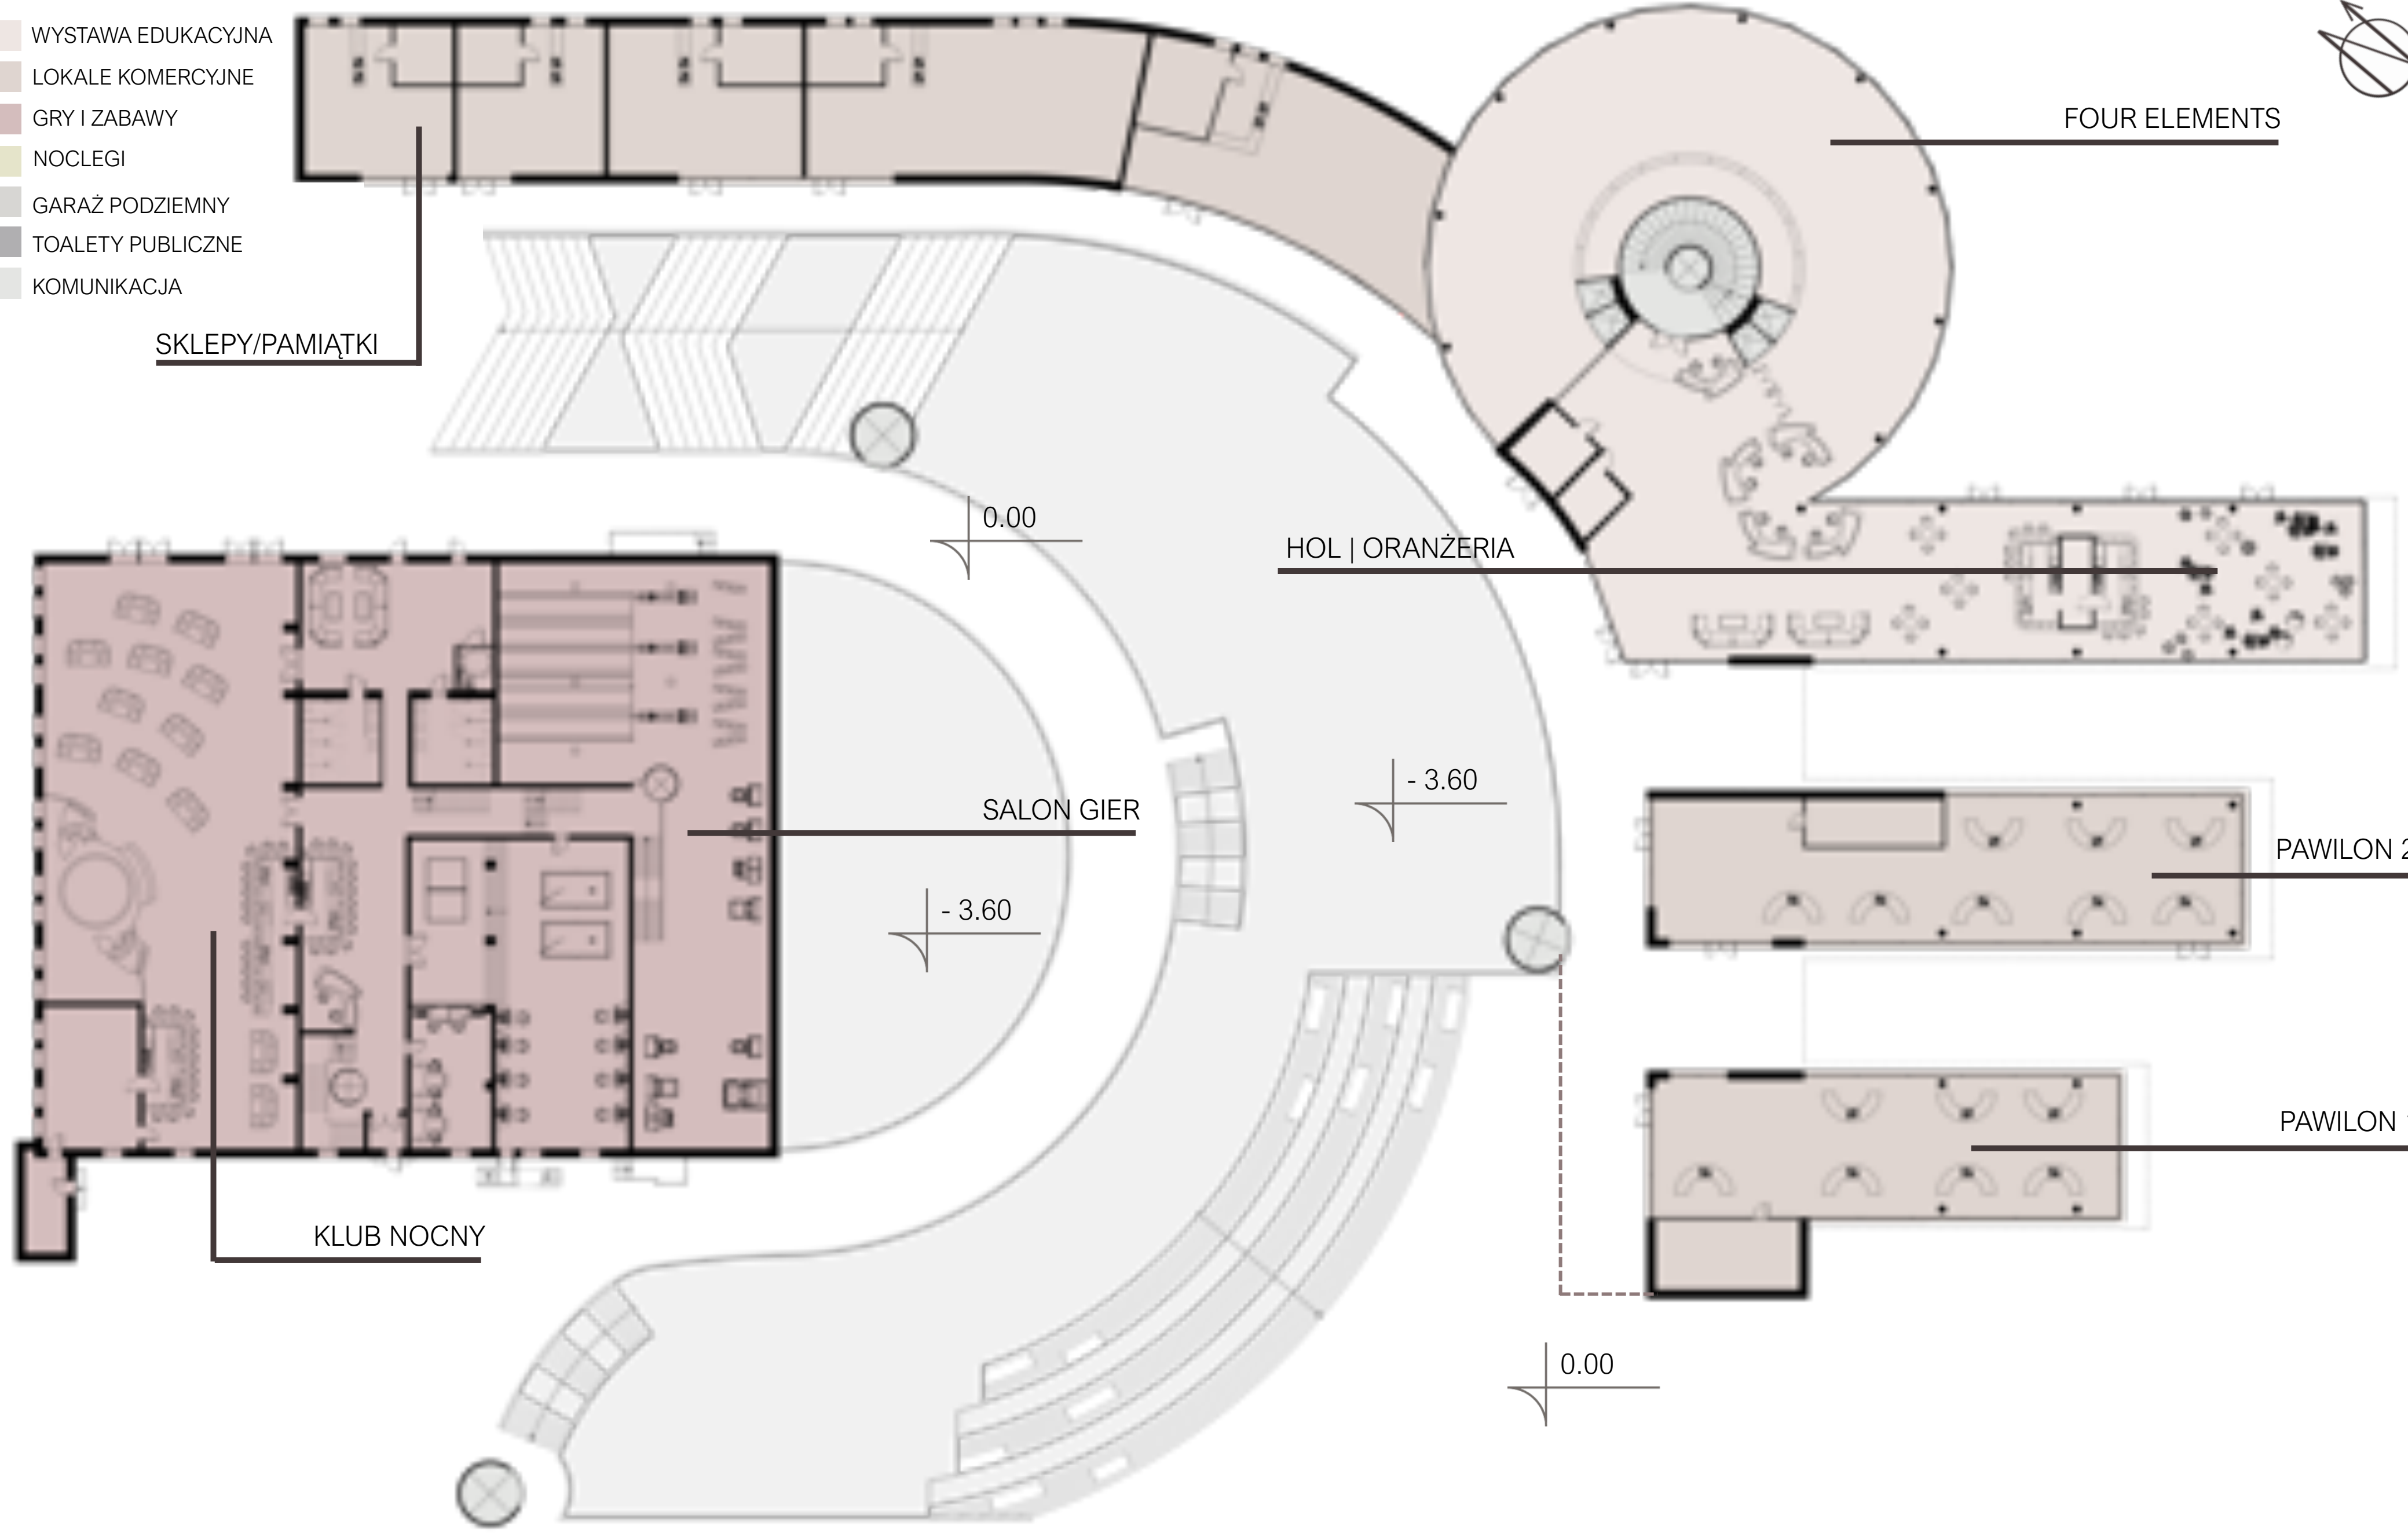 WYSTAWA EDUKACYJNA
LOKALE KOMERCYJNE
GRY I ZABAWY
NOCLEGI
GARAŻ PODZIEMNY
TOALETY PUBLICZNE
KOMUNIKACJA
FOUR ELEMENTS
SKLEPY/PAMIĄTKI
0.00
HOL | ORANŻERIA
- 3.60
SALON GIER
PAWILON 2
- 3.60
PAWILON
KLUB NOCNY
0.00